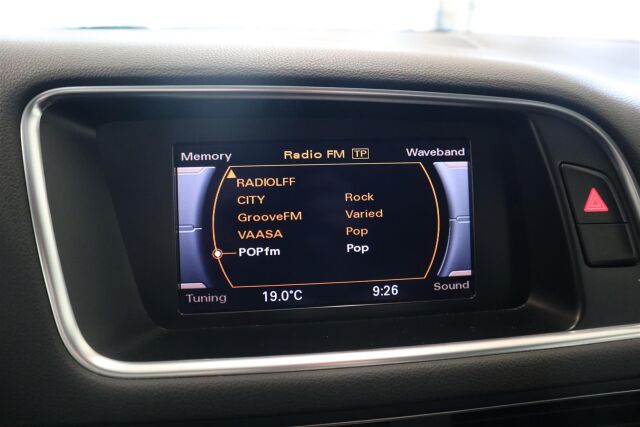 Memory Radio FM TP Waveband
RADIOLFF
CITY Rock
GrooveFM Varied
VAASA Pop
POPfm Pop
Tuning 19.0°C 9:26 Sound